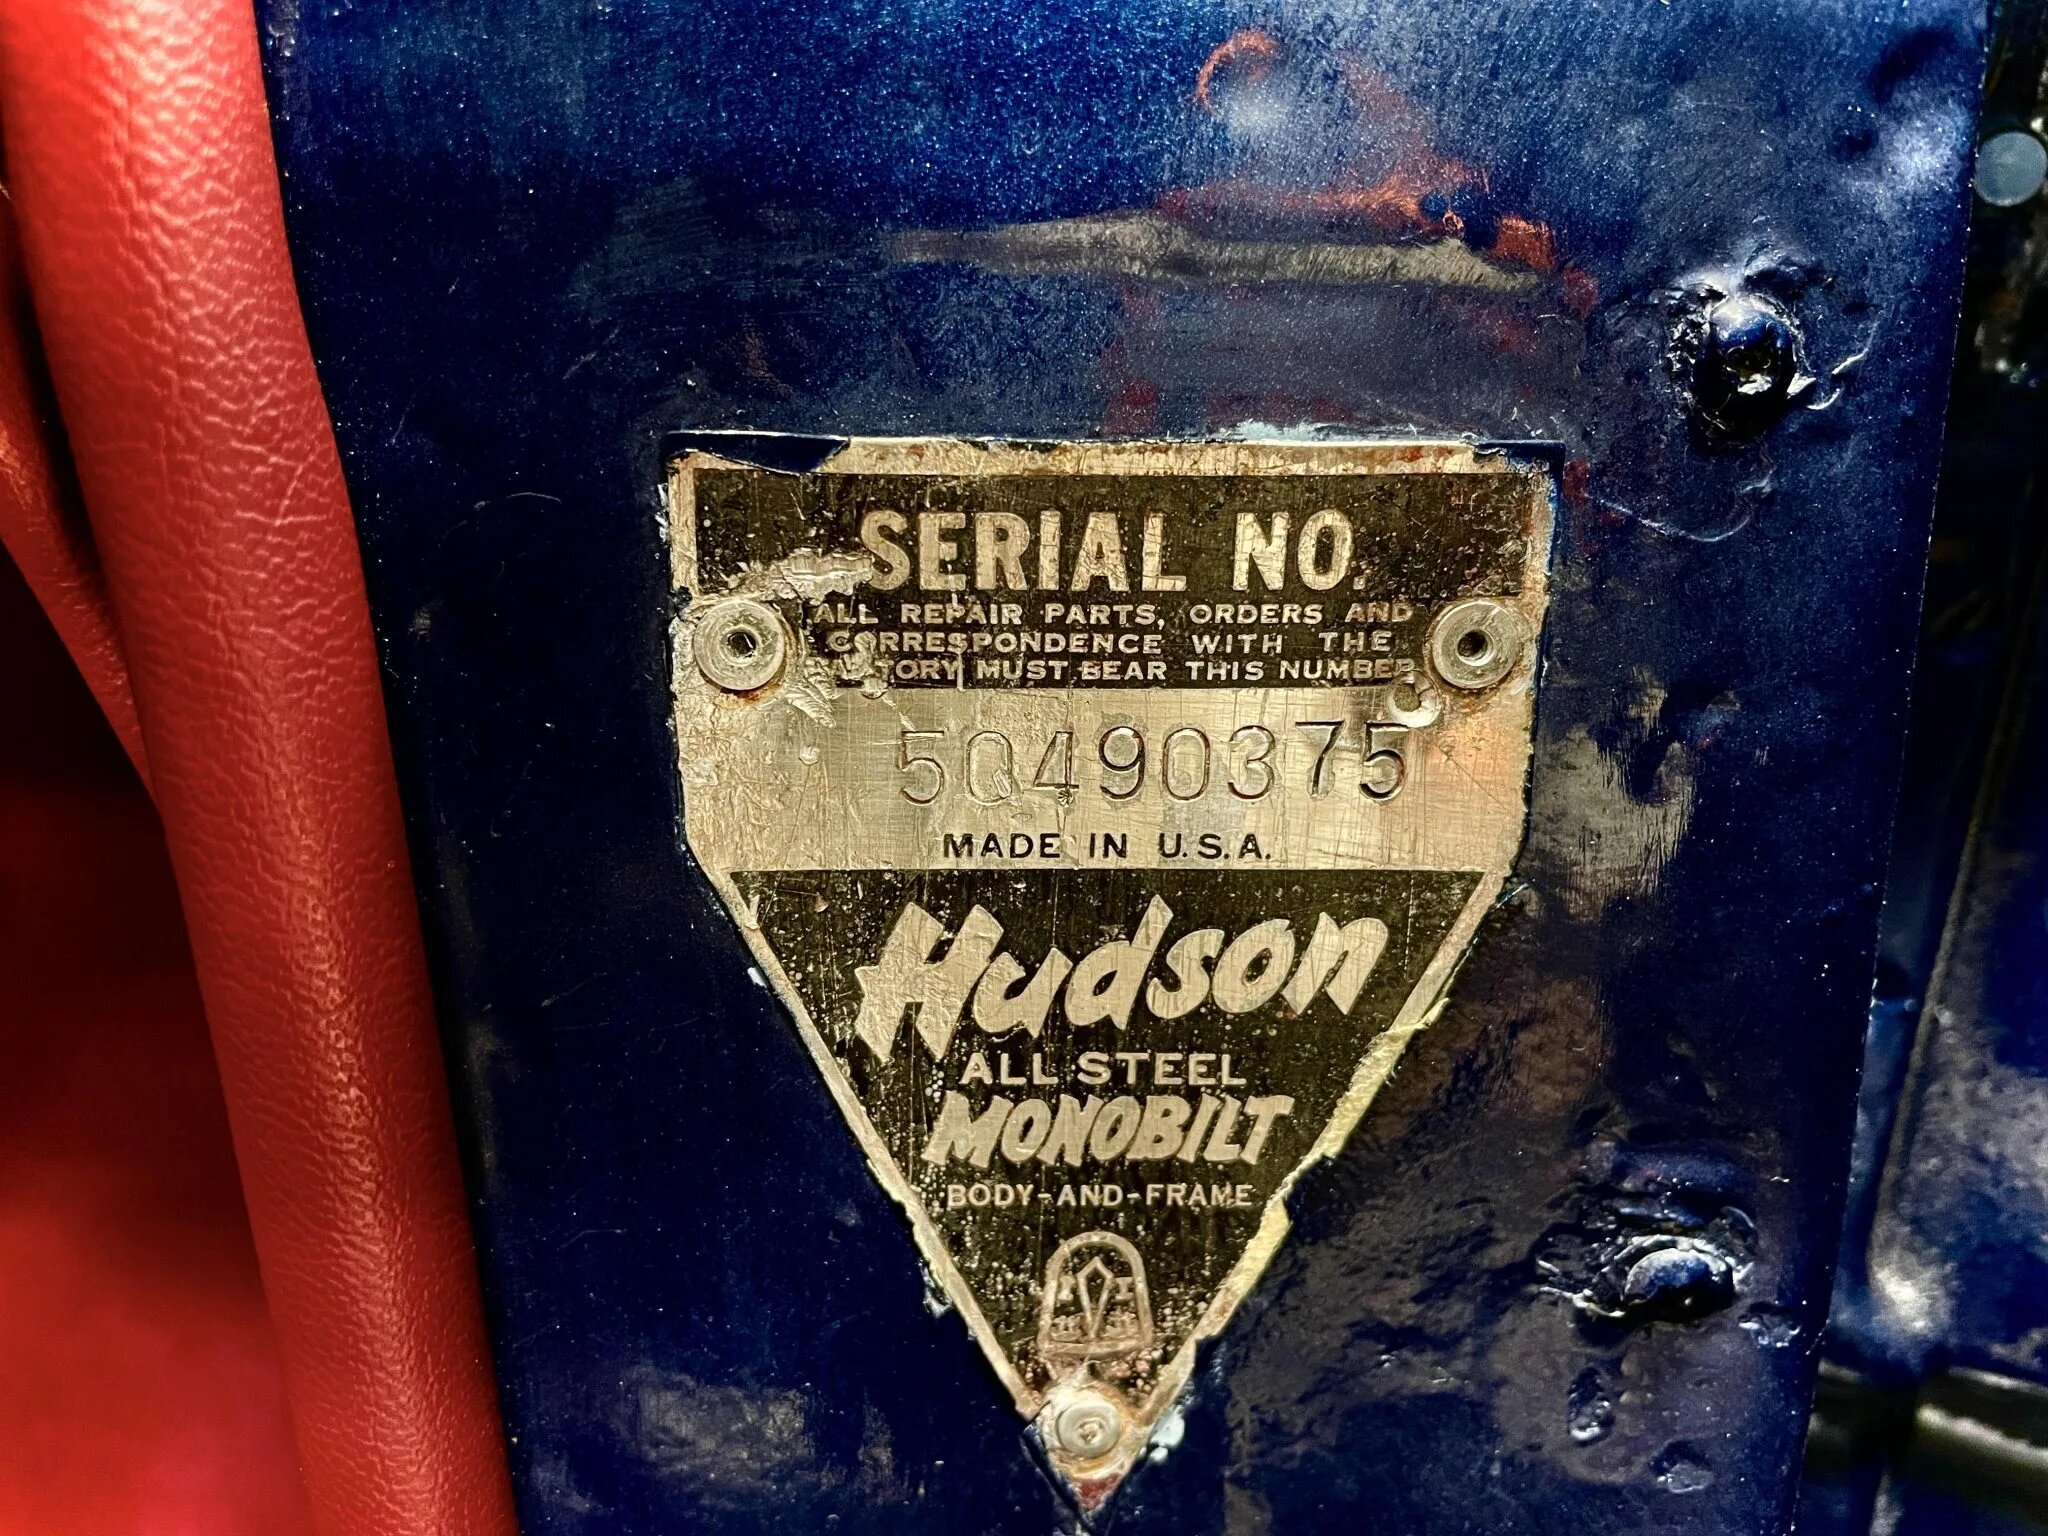 SERIAL NO.
ALL REPAIR PARTS, ORDERS AND
CORRESPONDENCE WITH THE
FACTORY MUST BEAR THIS NUMBER
50490375
MADE IN U.S.A.
Hudson
ALL STEEL
MONOBILT
BODY-AND-FRAME